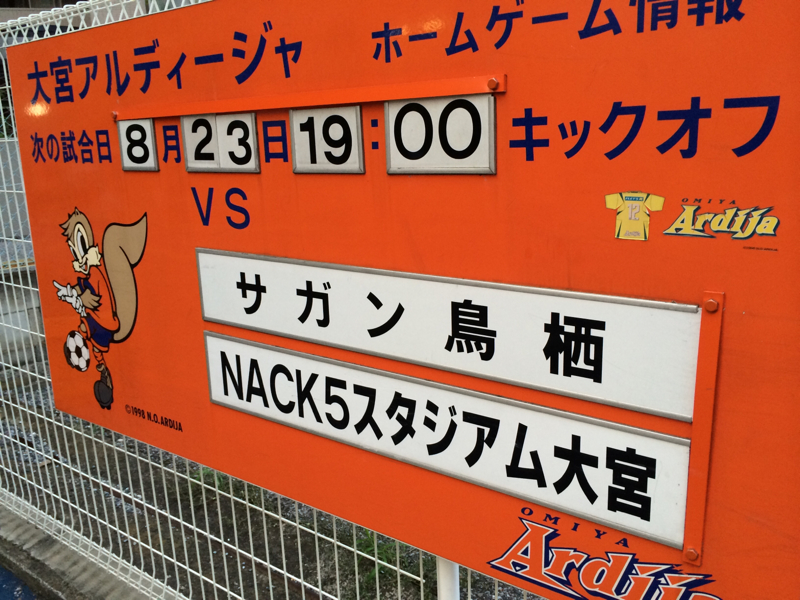 大宮アルディージャ ホームゲーム情報
次の試合日 8月23日 19:00 キックオフ
VS
12
OMIYA
Ardija
サガン鳥栖
NACK5スタジアム大宮
©1998 N.O.ARDIJA
OMIYA
Ardija